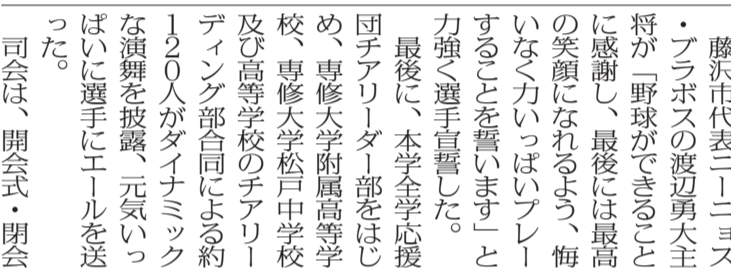 藤沢市代表ニーニョス
・ブラボスの渡辺勇大主
将が「野球ができること
に感謝し、最後には最高
の笑顔になれるよう、悔
いなく力いっぱいプレー
することを誓います」と
力強く選手宣誓した。
最後に、本学全学応援
団チアリーダー部をはじ
め、専修大学附属高等学
校、専修大学松戸中学校
及び高等学校のチアリー
ディング部合同による約
120人がダイナミック
な演舞を披露、元気いっ
ぱいに選手にエールを送
った。
司会は、開会式・閉会